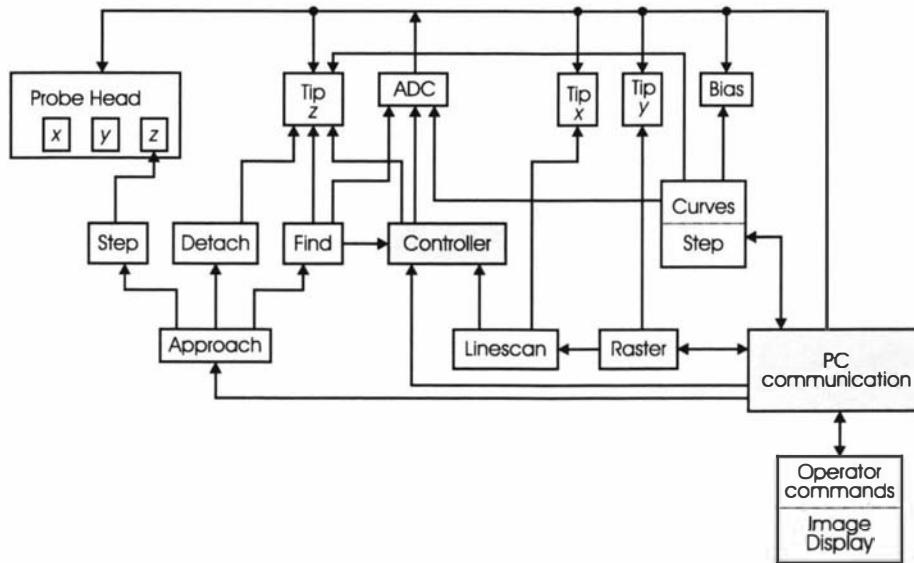 Probe Head
x y z
Tip
z
ADC
Tip
x
Tip
y
Bias
Step
Detach
Find
Controller
Curves
Step
Approach
Linescan
Raster
PC
communication
Operator
commands
Image
Display